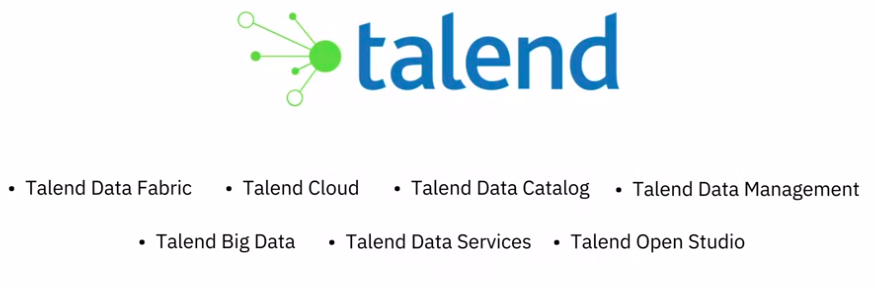 talend
• Talend Data Fabric • Talend Cloud • Talend Data Catalog • Talend Data Management
• Talend Big Data • Talend Data Services • Talend Open Studio